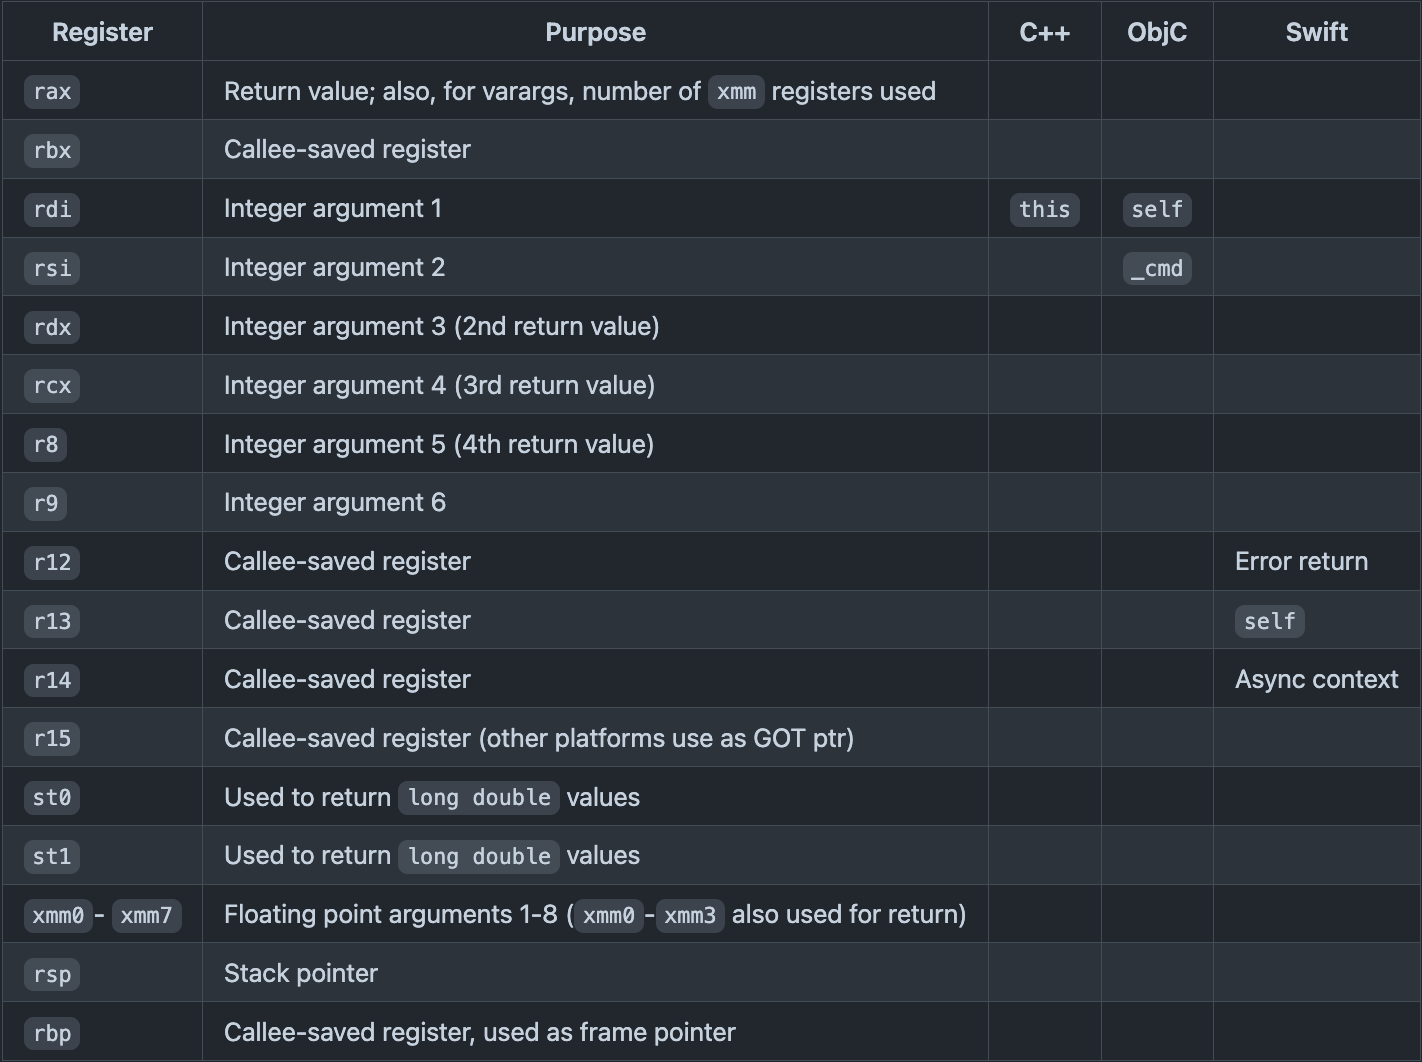 Register Purpose C++ ObjC Swift
rax Return value; also, for varargs, number of xmm registers used
rbx Callee-saved register
rdi Integer argument 1 this self
rsi Integer argument 2 _cmd
rdx Integer argument 3 (2nd return value)
rcx Integer argument 4 (3rd return value)
r8 Integer argument 5 (4th return value)
r9 Integer argument 6
r12 Callee-saved register Error return
r13 Callee-saved register self
r14 Callee-saved register Async context
r15 Callee-saved register (other platforms use as GOT ptr)
st0 Used to return long double values
st1 Used to return long double values
xmm0 - xmm7 Floating point arguments 1-8 (xmm0-xmm3 also used for return)
rsp Stack pointer
rbp Callee-saved register, used as frame pointer